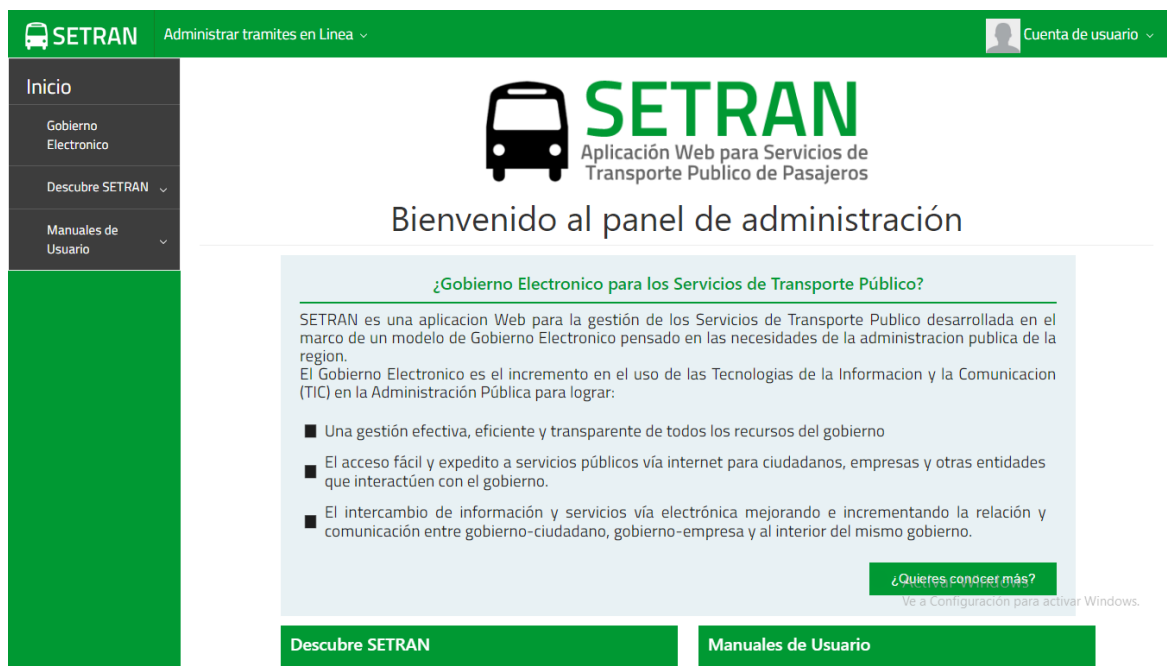 SETRAN
Administrar tramites en Linea
Cuenta de usuario
Inicio
Gobierno
Electronico
Descubre SETRAN
Manuales de
Usuario
SETRAN
Aplicación Web para Servicios de
Transporte Publico de Pasajeros
Bienvenido al panel de administración
¿Gobierno Electronico para los Servicios de Transporte Público?
SETRAN es una aplicacion Web para la gestión de los Servicios de Transporte Publico desarrollada en el
marco de un modelo de Gobierno Electronico pensado en las necesidades de la administracion publica de la
region.
El Gobierno Electronico es el incremento en el uso de las Tecnologias de la Informacion y la Comunicacion
(TIC) en la Administración Pública para lograr:
Una gestión efectiva, eficiente y transparente de todos los recursos del gobierno
El acceso fácil y expedito a servicios públicos vía internet para ciudadanos, empresas y otras entidades
que interactúen con el gobierno.
El intercambio de información y servicios vía electrónica mejorando e incrementando la relación y
comunicación entre gobierno-ciudadano, gobierno-empresa y al interior del mismo gobierno.
¿Quieres conocer más?
Activar Windows
Ve a Configuración para activar Windows.
Descubre SETRAN
Manuales de Usuario